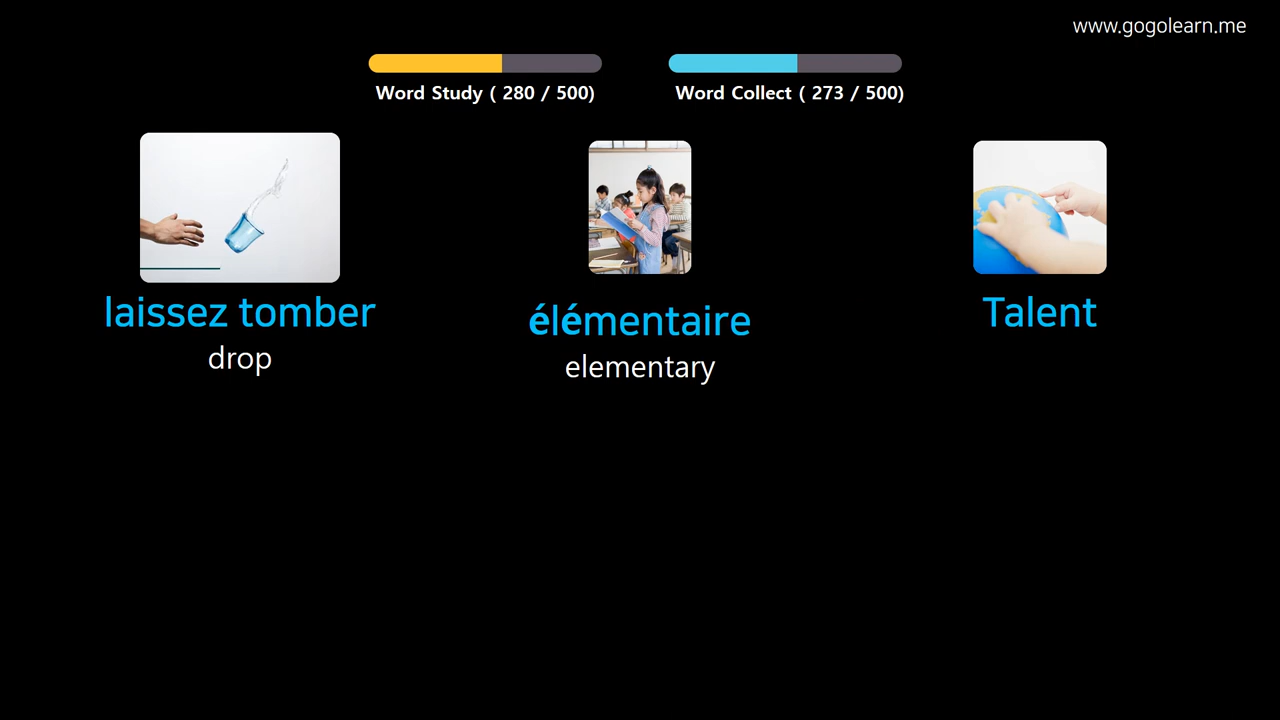 www.gogolearn.me
Word Study ( 280 / 500)
Word Collect ( 273 / 500)
laissez tomber
drop
élémentaire
elementary
Talent